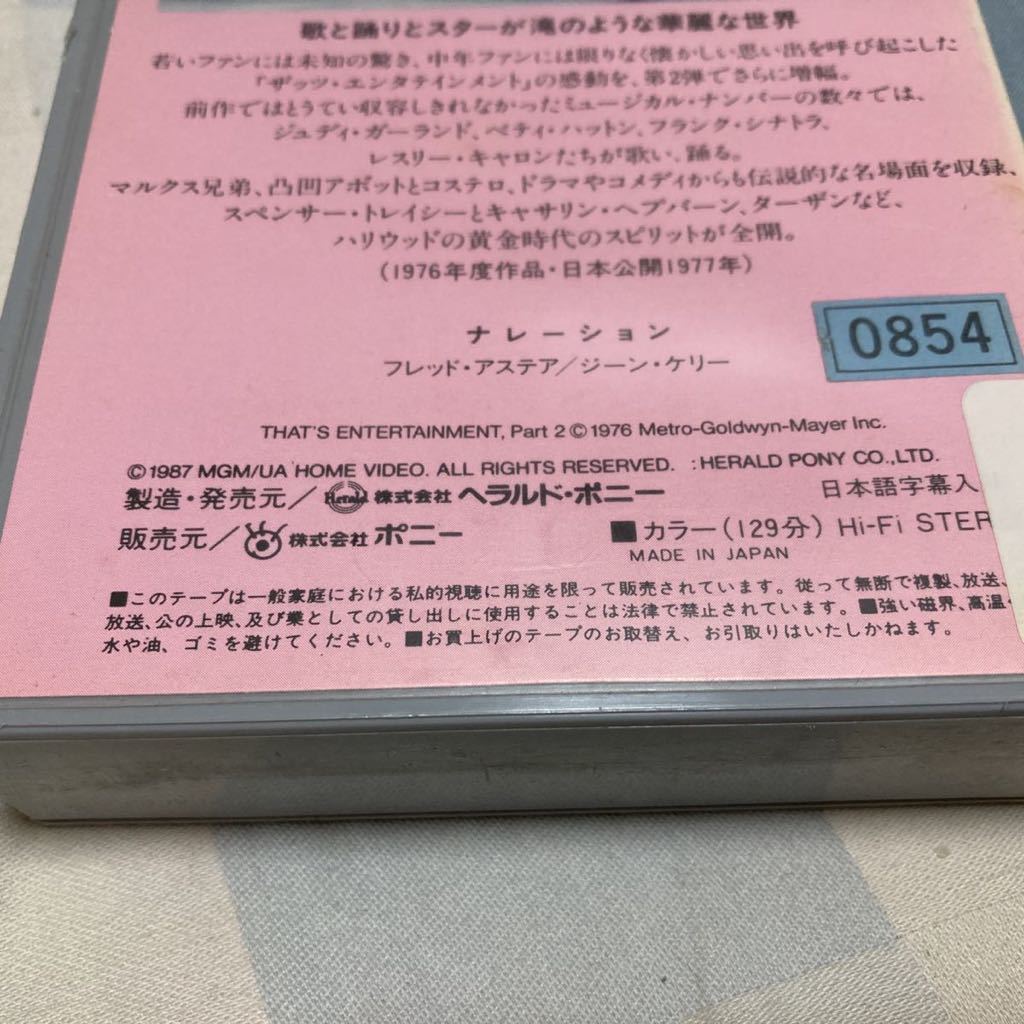 歌と踊りとスターが滝のような華麗な世界
若いファンには未知の驚き、中年ファンには限りなく懐かしい思い出を呼び起こした
「ザッツ・エンタテインメント」の感動を、第2弾でさらに増幅。
前作ではとうてい収容しきれなかったミュージカル・ナンバーの数々では、
ジュディ・ガーランド、ベティ・ハットン、フランク・シナトラ、
レスリー・キャロンたちが歌い、踊る。
マルクス兄弟、凸凹アボットとコステロ、ドラマやコメディからも伝説的な名場面を収録、
スペンサー・トレイシーとキャサリン・ヘプバーン、ターザンなど、
ハリウッドの黄金時代のスピリットが全開。
(1976年度作品・日本公開1977年)
ナレーション
フレッド・アステア/ジーン・ケリー
0854
THAT'S ENTERTAINMENT, Part 2 © 1976 Metro-Goldwyn-Mayer Inc.
©1987 MGM/UA HOME VIDEO. ALL RIGHTS RESERVED. :HERALD PONY CO.,LTD.
製造・発売元/Herald 株式会社ヘラルド・ポニー
日本語字幕入
販売元/株式会社ポニー
■カラー(129分) Hi-Fi STER
MADE IN JAPAN
■このテープは一般家庭における私的視聴に用途を限って販売されています。従って無断で複製、放送、
放送、公の上映、及び業としての貸し出しに使用することは法律で禁止されています。■強い磁界、高温・
水や油、ゴミを避けてください。■お買上げのテープのお取替え、お引取りはいたしかねます。